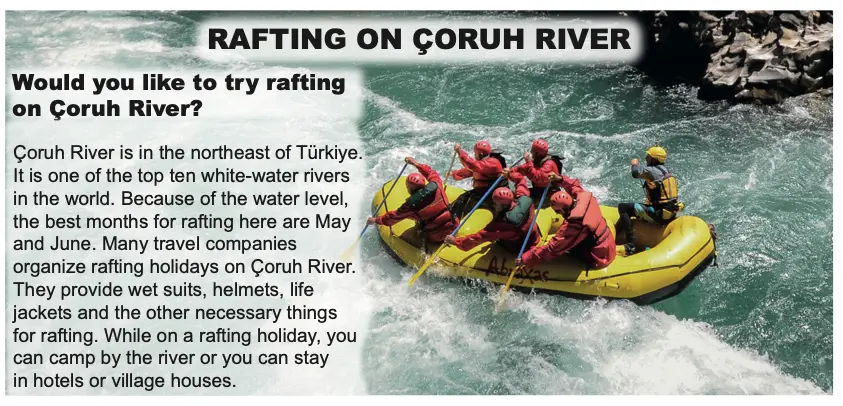 RAFTING ON ÇORUH RIVER
Would you like to try rafting
on Çoruh River?
Çoruh River is in the northeast of Türkiye.
It is one of the top ten white-water rivers
in the world. Because of the water level,
the best months for rafting here are May
and June. Many travel companies
organize rafting holidays on Çoruh River.
They provide wet suits, helmets, life
jackets and the other necessary things
for rafting. While on a rafting holiday, you
can camp by the river or you can stay
in hotels or village houses.
Abraxas